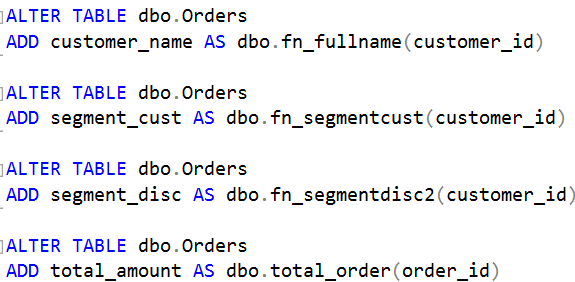 ALTER TABLE dbo.Orders
ADD customer_name AS dbo.fn_fullname(customer_id)
ALTER TABLE dbo.Orders
ADD segment_cust AS dbo.fn_segmentcust(customer_id)
ALTER TABLE dbo.Orders
ADD segment_disc AS dbo.fn_segmentdisc2(customer_id)
ALTER TABLE dbo.Orders
ADD total_amount AS dbo.total_order(order_id)